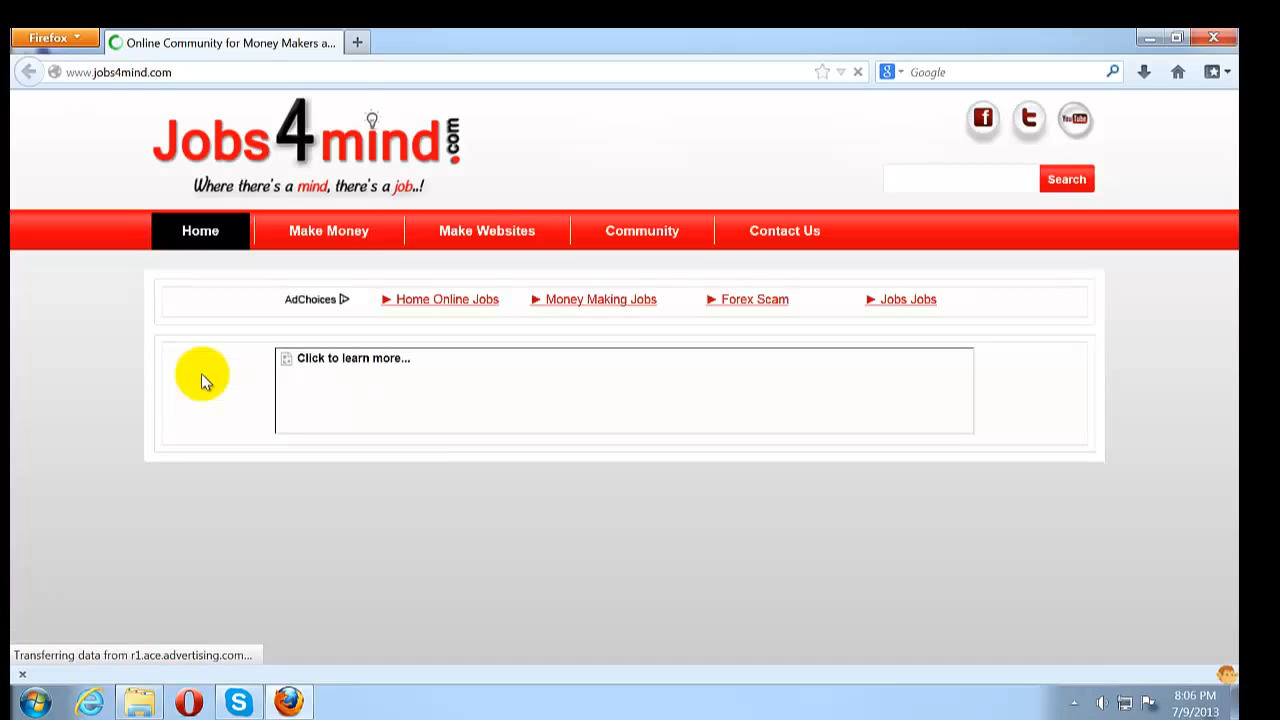 Firefox
Online Community for Money Makers a...
www.jobs4mind.com
Google
Jobs4mind.com
Where there's a mind, there's a job..!
f
t
You Tube
Search
Home
Make Money
Make Websites
Community
Contact Us
AdChoices
Home Online Jobs
Money Making Jobs
Forex Scam
Jobs Jobs
Click to learn more...
Transferring data from r1.ace.advertising.com...
8:06 PM
7/9/2013